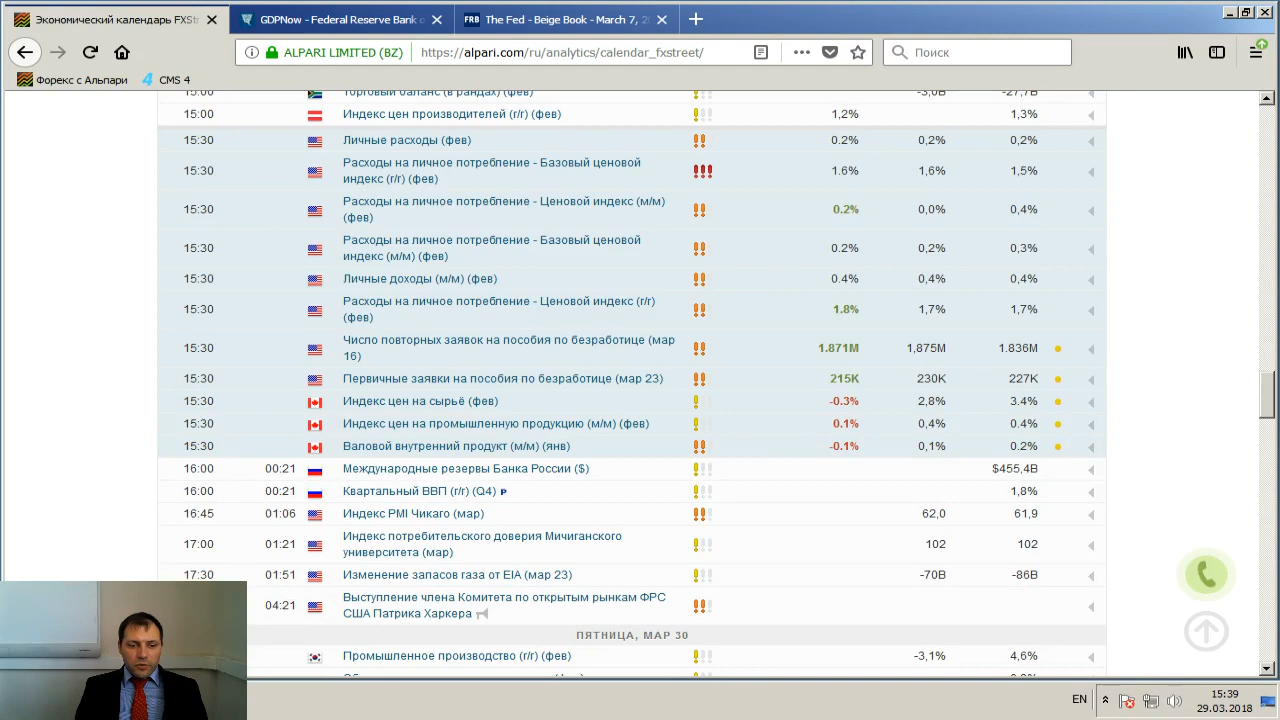 Экономический календарь FXStr
GDPNow - Federal Reserve Bank o
FRB The Fed - Beige Book - March 7, 2
ALPARI LIMITED (BZ)
https://alpari.com/ru/analytics/calendar_fxstreet/
Поиск
Форекс с Альпари
CMS 4
15:00 Торговый баланс (в рандах) (фев) -3,0B -27,7B
15:00 Индекс цен производителей (г/г) (фев) 1,2% 1,3%
15:30 Личные расходы (фев) 0.2% 0,2% 0,2%
15:30 Расходы на личное потребление - Базовый ценовой
индекс (г/г) (фев) 1.6% 1,6% 1,5%
15:30 Расходы на личное потребление - Ценовой индекс (м/м)
(фев) 0.2% 0,0% 0,4%
15:30 Расходы на личное потребление - Базовый ценовой
индекс (м/м) (фев) 0.2% 0,2% 0,3%
15:30 Личные доходы (м/м) (фев) 0.4% 0,4% 0,4%
15:30 Расходы на личное потребление - Ценовой индекс (г/г)
(фев) 1.8% 1,7% 1,7%
15:30 Число повторных заявок на пособия по безработице (мар
16) 1.871M 1,875M 1.836M
15:30 Первичные заявки на пособия по безработице (мар 23) 215K 230K 227K
15:30 Индекс цен на сырьё (фев) -0.3% 2,8% 3.4%
15:30 Индекс цен на промышленную продукцию (м/м) (фев) 0.1% 0,4% 0.4%
15:30 Валовой внутренний продукт (м/м) (янв) -0.1% 0,1% 0.2%
16:00 00:21 Международные резервы Банка России ($) $455,4B
16:00 00:21 Квартальный ВВП (г/г) (Q4) P 1,8%
16:45 01:06 Индекс PMI Чикаго (мар) 62,0 61,9
17:00 01:21 Индекс потребительского доверия Мичиганского
университета (мар) 102 102
17:30 01:51 Изменение запасов газа от EIA (мар 23) -70B -86B
04:21 Выступление члена Комитета по открытым рынкам ФРС
США Патрика Харкера
ПЯТНИЦА, МАР 30
Промышленное производство (г/г) (фев) -3,1% 4,6%
EN
15:39
29.03.2018